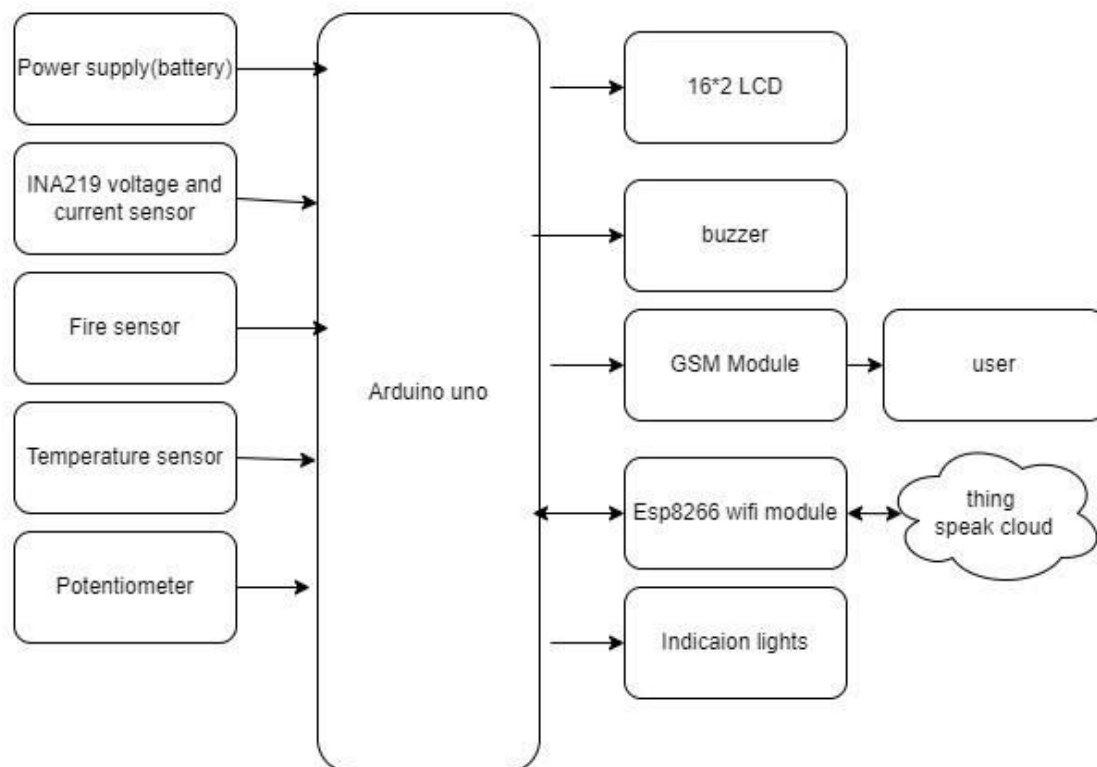 Power supply(battery)
INA219 voltage and
current sensor
Fire sensor
Temperature sensor
Potentiometer
Arduino uno
16*2 LCD
buzzer
GSM Module
user
Esp8266 wifi module
thing
speak cloud
Indicaion lights